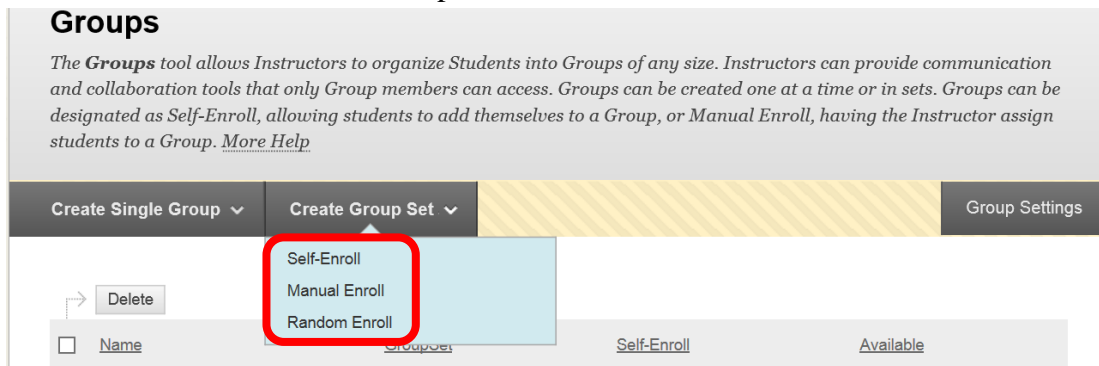 Groups
The Groups tool allows Instructors to organize Students into Groups of any size. Instructors can provide communication
and collaboration tools that only Group members can access. Groups can be created one at a time or in sets. Groups can be
designated as Self-Enroll, allowing students to add themselves to a Group, or Manual Enroll, having the Instructor assign
students to a Group. More Help
Create Single Group Create Group Set Group Settings
Self-Enroll
Manual Enroll
Random Enroll
Delete
Name GroupSet Self-Enroll Available